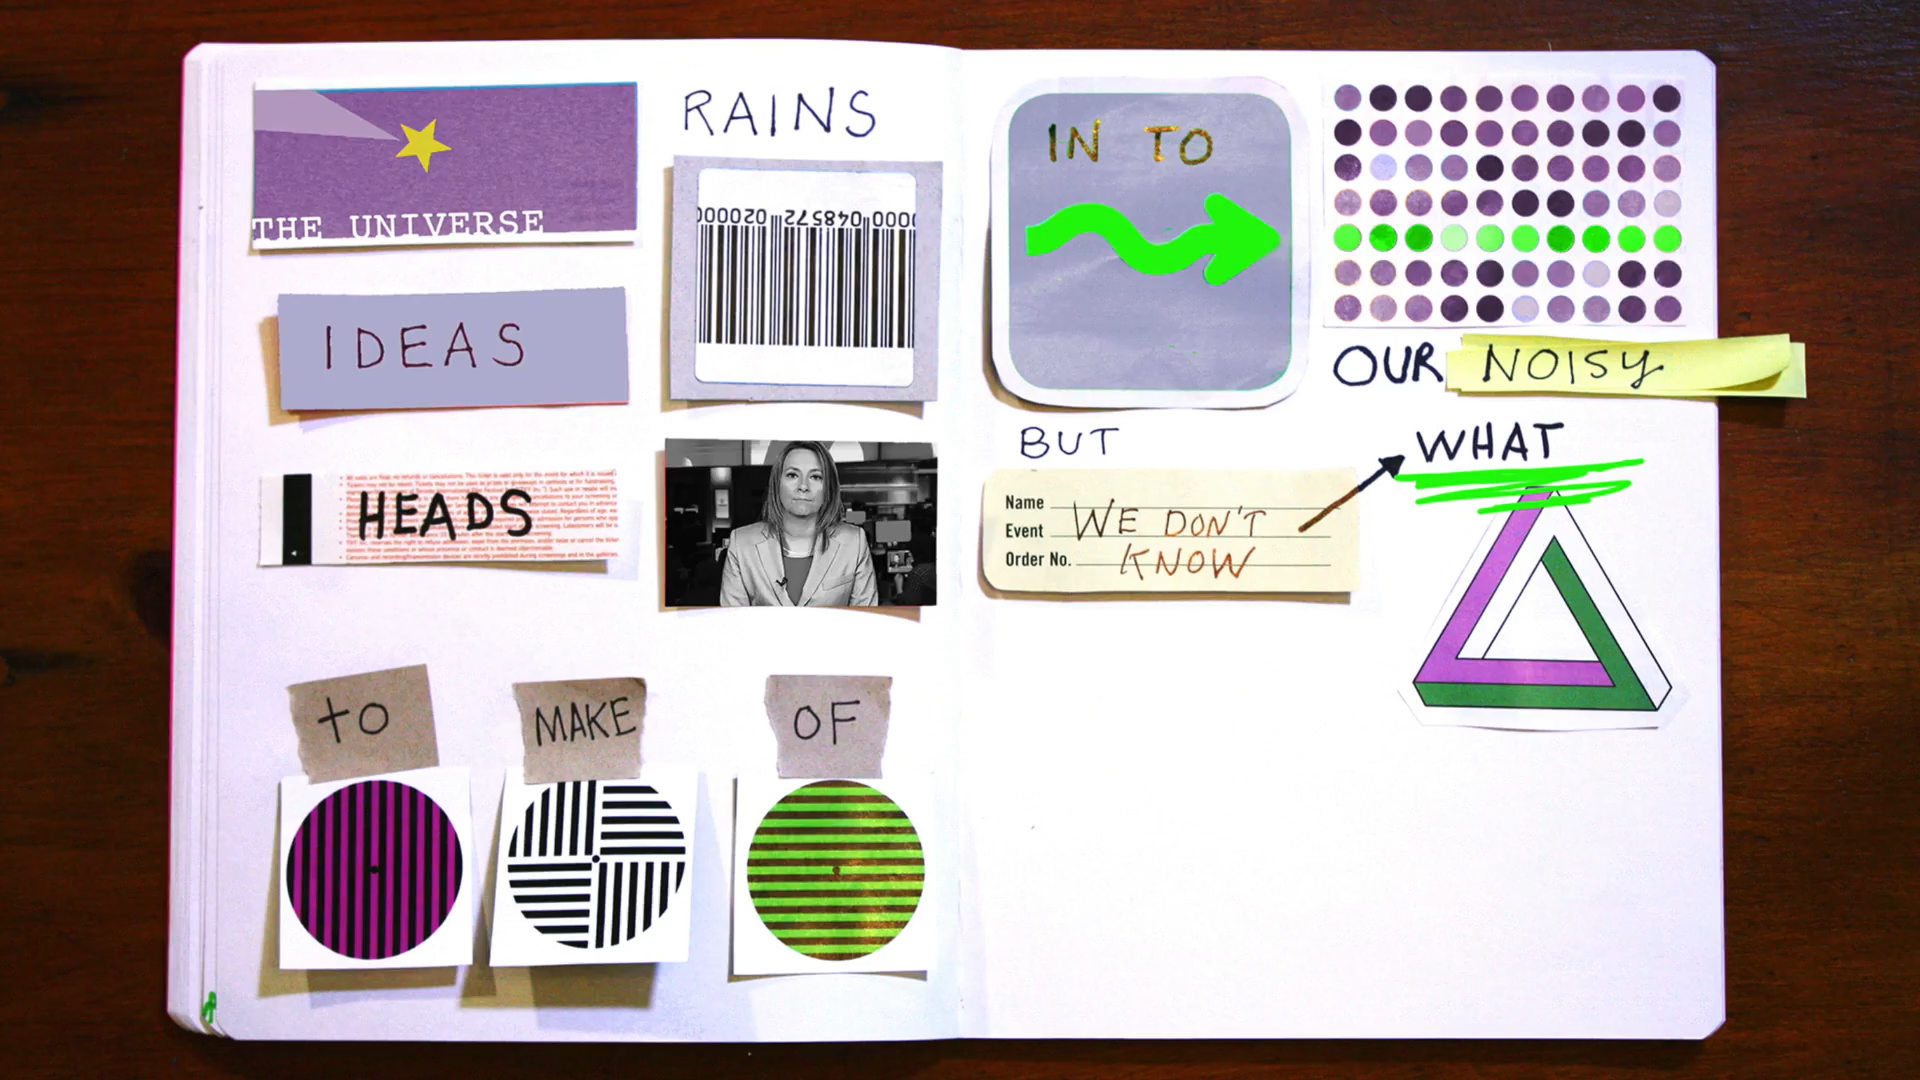 THE UNIVERSE
RAINS
IN TO
IDEAS
000020 048572 0000
OUR NOISY
HEADS
BUT
WHAT
Name
Event
Order No.
WE DON'T
KNOW
TO
MAKE
OF